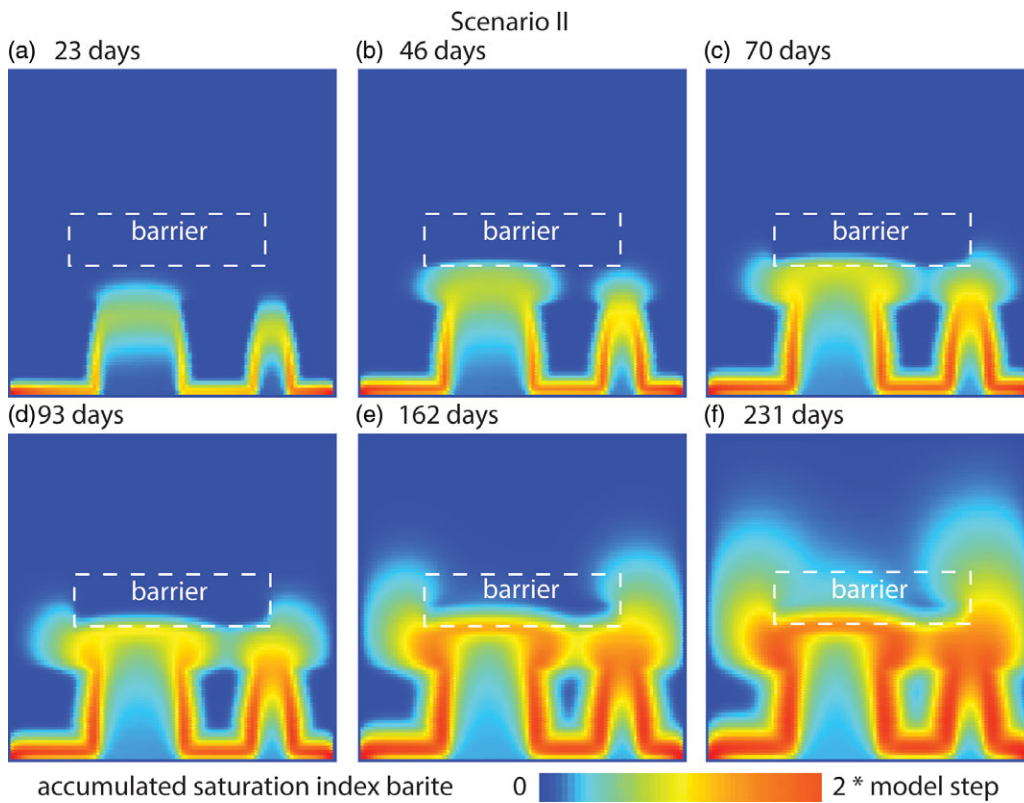 Scenario II
(a) 23 days
(b) 46 days
(c) 70 days
barrier
barrier
barrier
(d) 93 days
(e) 162 days
(f) 231 days
barrier
barrier
barrier
accumulated saturation index barite 0 2 * model step